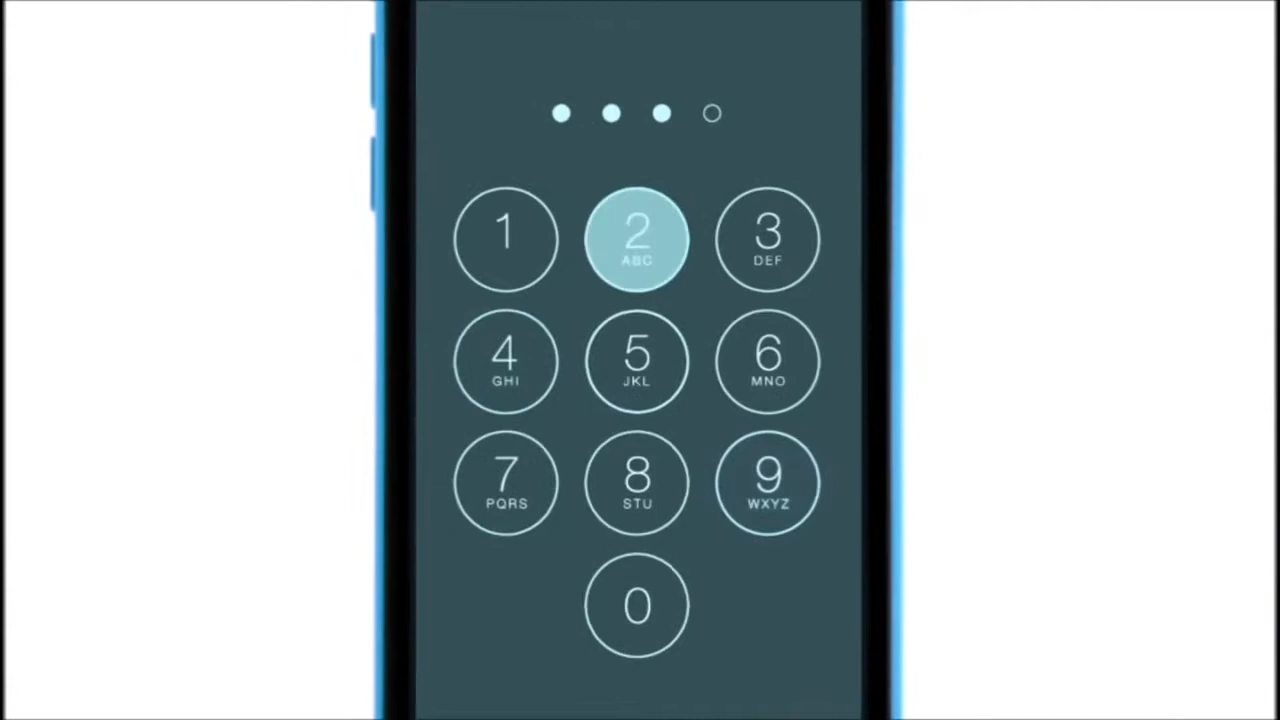 1 2 3
ABC DEF
4 5 6
GHI JKL MNO
7 8 9
PQRS STU WXYZ
0